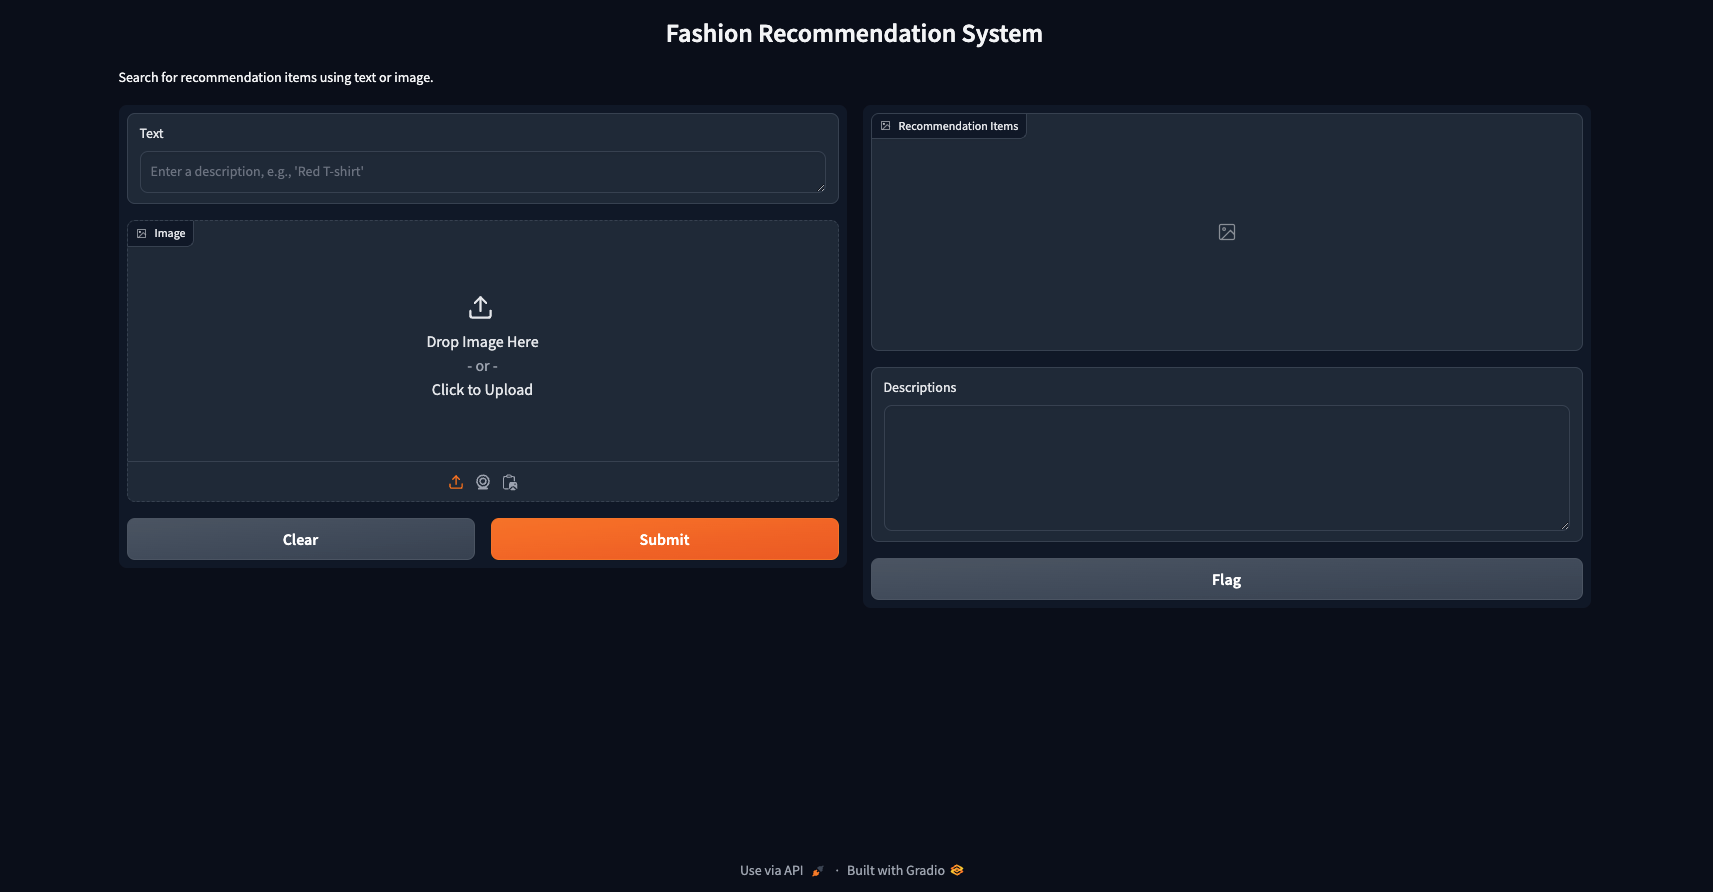 Fashion Recommendation System
Search for recommendation items using text or image.
Text
Enter a description, e.g., 'Red T-shirt'
Image
Drop Image Here
- or -
Click to Upload
Clear
Submit
Recommendation Items
Descriptions
Flag
Use via API · Built with Gradio